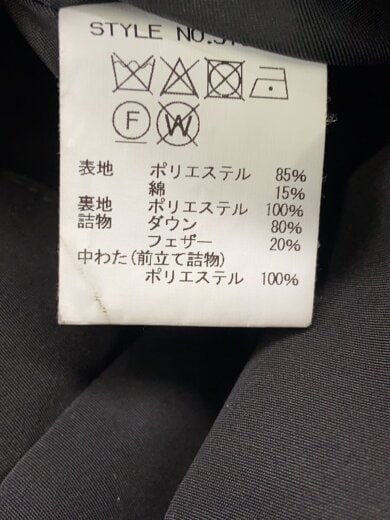 STYLE NO.
F W
表地 ポリエステル 85%
綿 15%
裏地 ポリエステル 100%
詰物 ダウン 80%
フェザー 20%
中わた(前立て詰物)
ポリエステル 100%